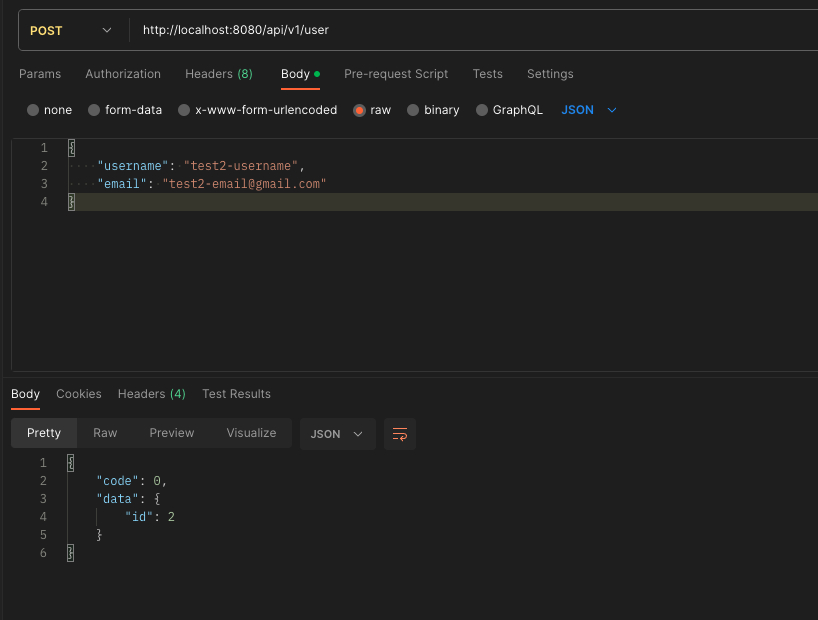 POST http://localhost:8080/api/v1/user
Params Authorization Headers (8) Body Pre-request Script Tests Settings
none form-data x-www-form-urlencoded raw binary GraphQL JSON
1 {
2 "username": "test2-username",
3 "email": "test2-email@gmail.com"
4 }
Body Cookies Headers (4) Test Results
Pretty Raw Preview Visualize JSON
1 {
2 "code": 0,
3 "data": {
4 "id": 2
5 }
6 }